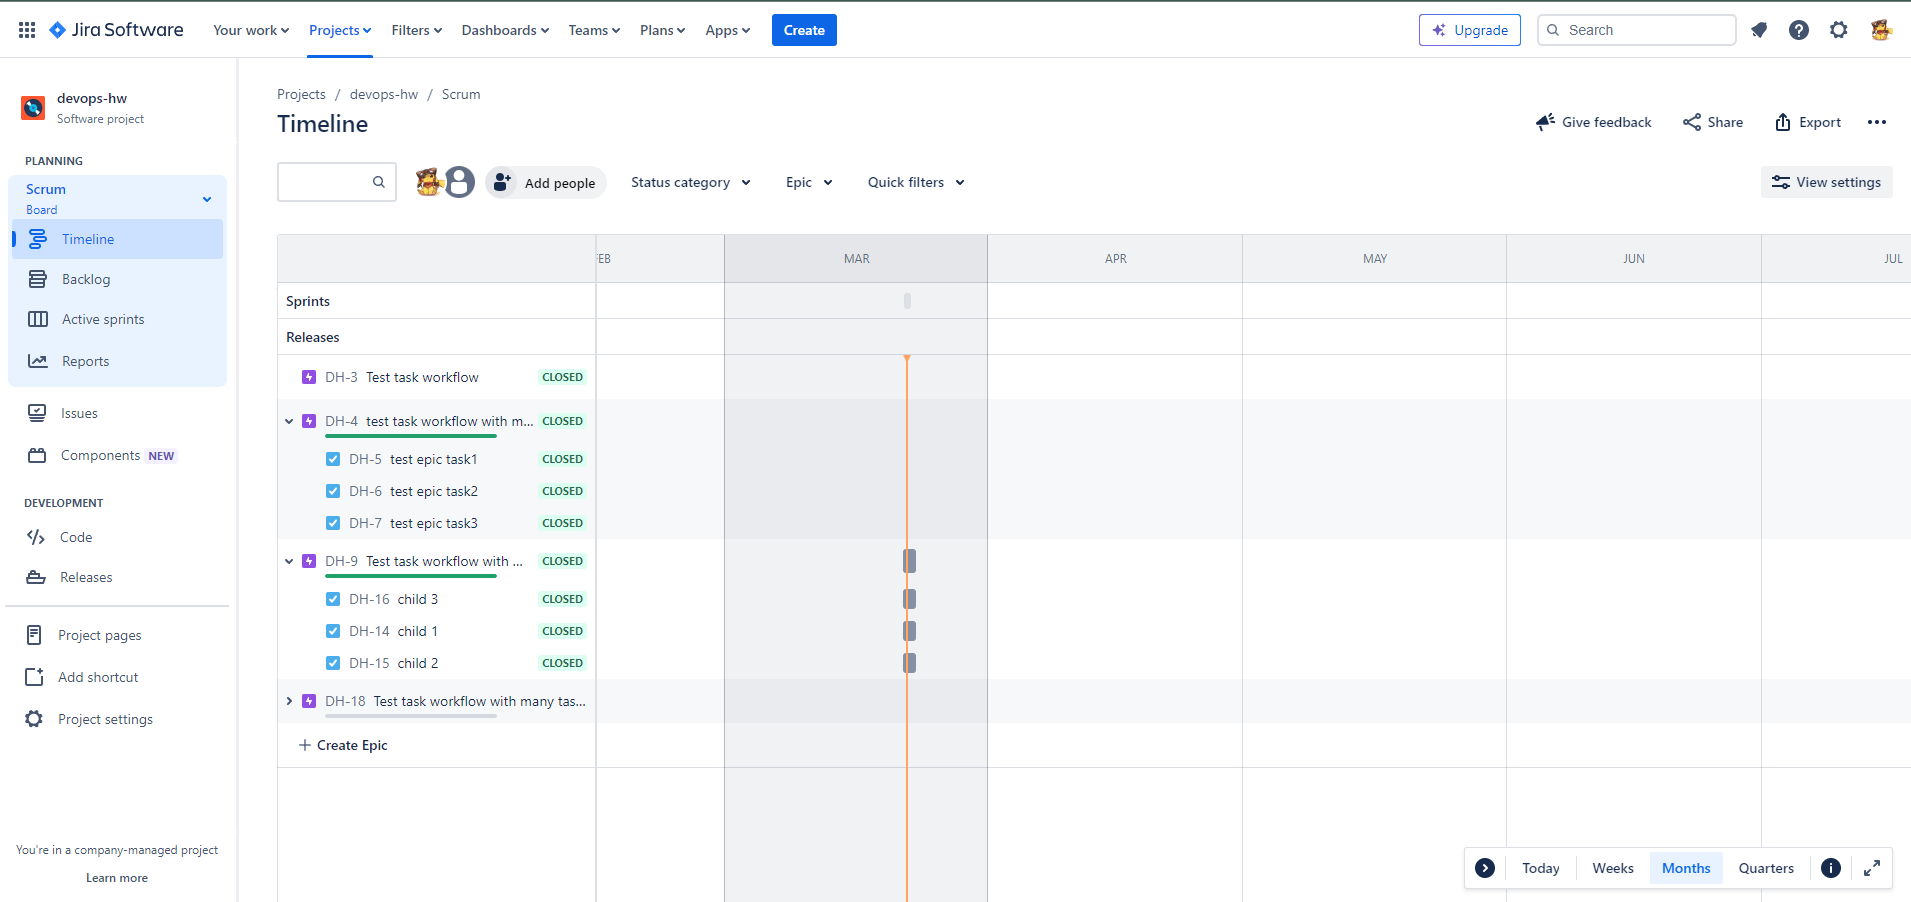 Jira Software
Your work
Projects
Filters
Dashboards
Teams
Plans
Apps
Create
Upgrade
Search
devops-hw
Software project
PLANNING
Scrum
Board
Timeline
Backlog
Active sprints
Reports
Issues
Components NEW
DEVELOPMENT
Code
Releases
Project pages
Add shortcut
Project settings
You're in a company-managed project
Learn more
Projects / devops-hw / Scrum
Timeline
Give feedback
Share
Export
Add people
Status category
Epic
Quick filters
View settings
EB
MAR
APR
MAY
JUN
JUL
Sprints
Releases
DH-3 Test task workflow CLOSED
DH-4 test task workflow with m... CLOSED
DH-5 test epic task1 CLOSED
DH-6 test epic task2 CLOSED
DH-7 test epic task3 CLOSED
DH-9 Test task workflow with ... CLOSED
DH-16 child 3 CLOSED
DH-14 child 1 CLOSED
DH-15 child 2 CLOSED
DH-18 Test task workflow with many tas...
+ Create Epic
Today
Weeks
Months
Quarters